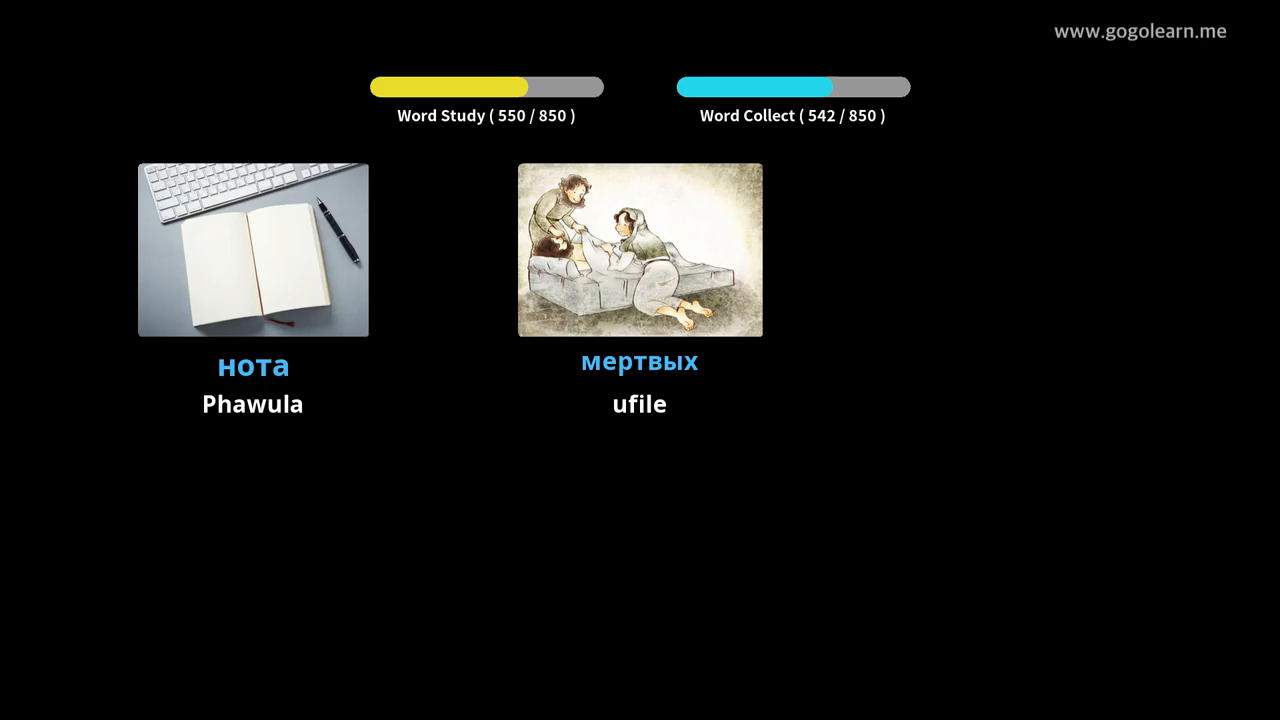 www.gogolearn.me
Word Study ( 550 / 850 )
Word Collect ( 542 / 850 )
нота
Phawula
мертвых
ufile